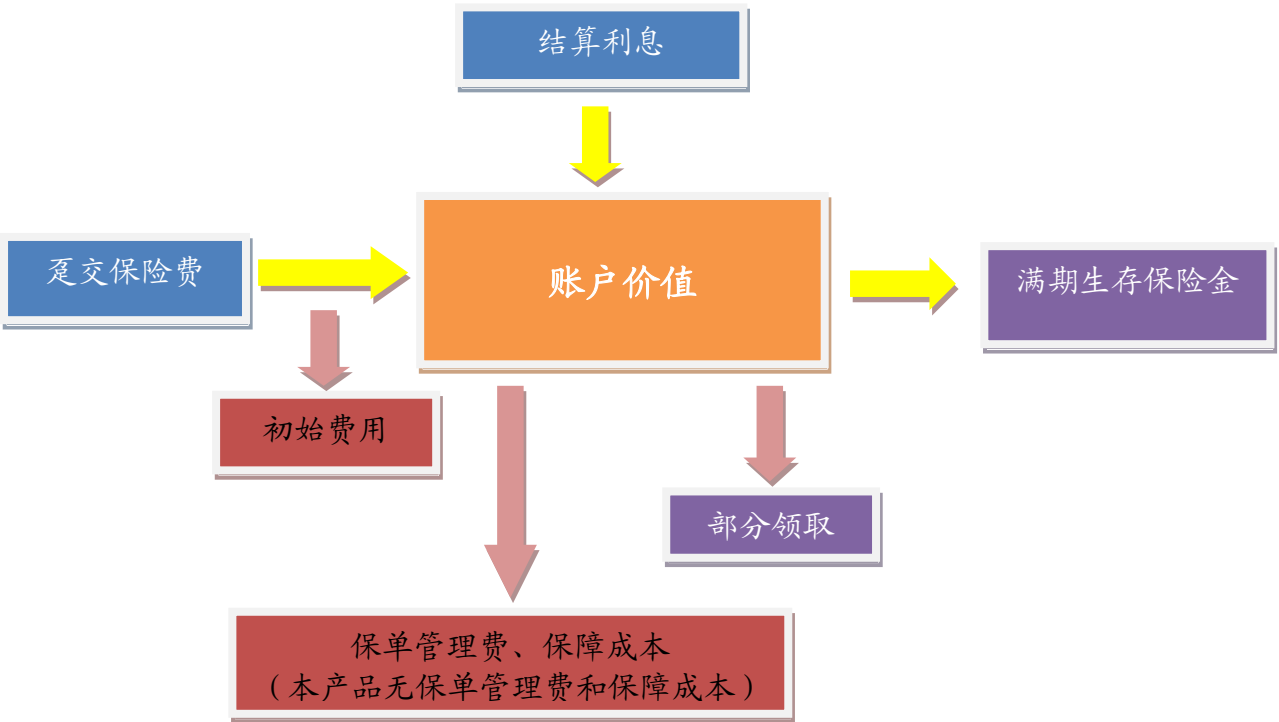 结算利息
趸交保险费
账户价值
满期生存保险金
初始费用
部分领取
保单管理费、保障成本
（本产品无保单管理费和保障成本）